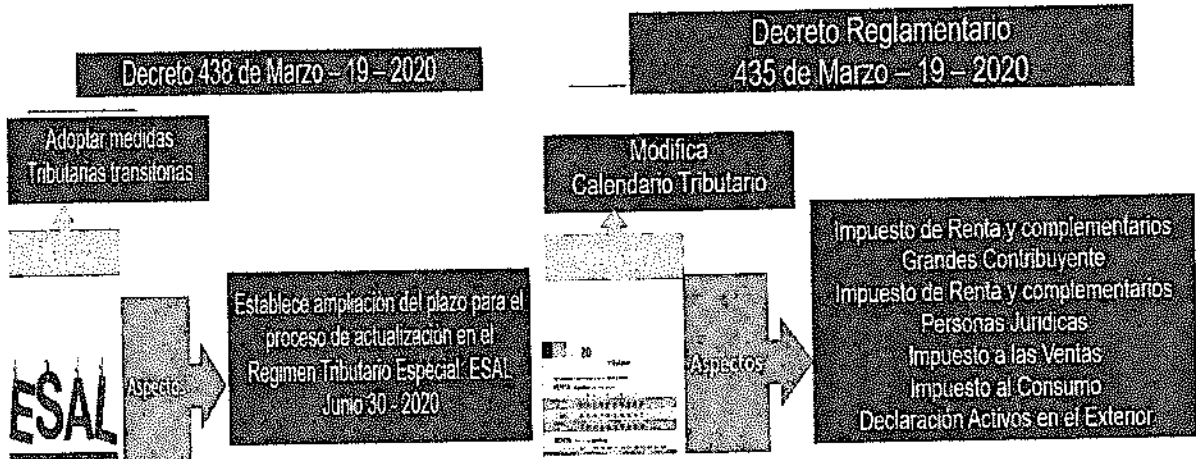 Decreto 438 de Marzo – 19 – 2020
Adoptar medidas
Tributarias transitorias
ESAL
Aspectos
Establece ampliación del plazo para el
proceso de actualización en el
Regimen Tributario Especial: ESAL
Junio 30 - 2020
Decreto Reglamentario
435 de Marzo – 19 – 2020
Modifica
Calendario Tributario
20
Aspectos
Impuesto de Renta y complementarios
Grandes Contribuyente
Impuesto de Renta y complementarios
Personas Jurídicas
Impuesto a las Ventas
Impuesto al Consumo
Declaración Activos en el Exterior